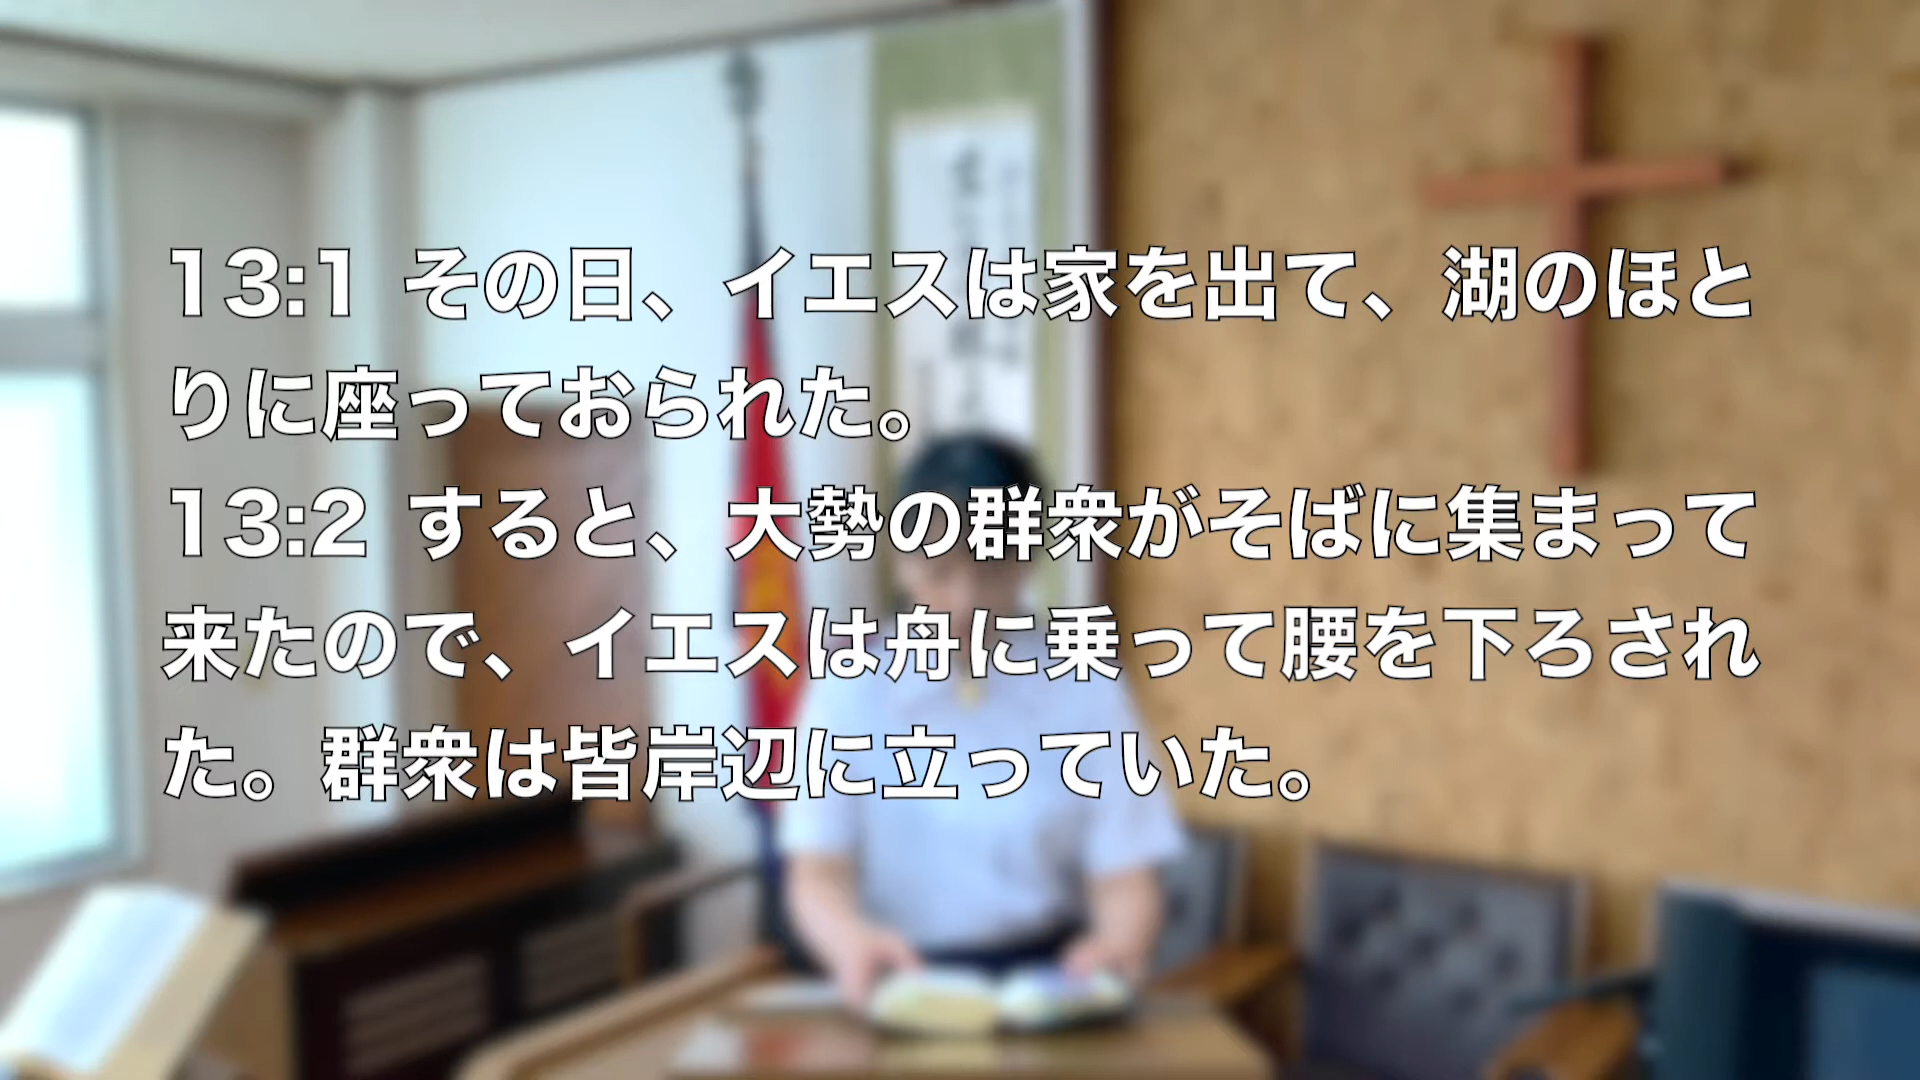 13:1 その日、イエスは家を出て、湖のほと
りに座っておられた。
13:2 すると、大勢の群衆がそばに集まって
来たので、イエスは舟に乗って腰を下ろされ
た。群衆は皆岸辺に立っていた。